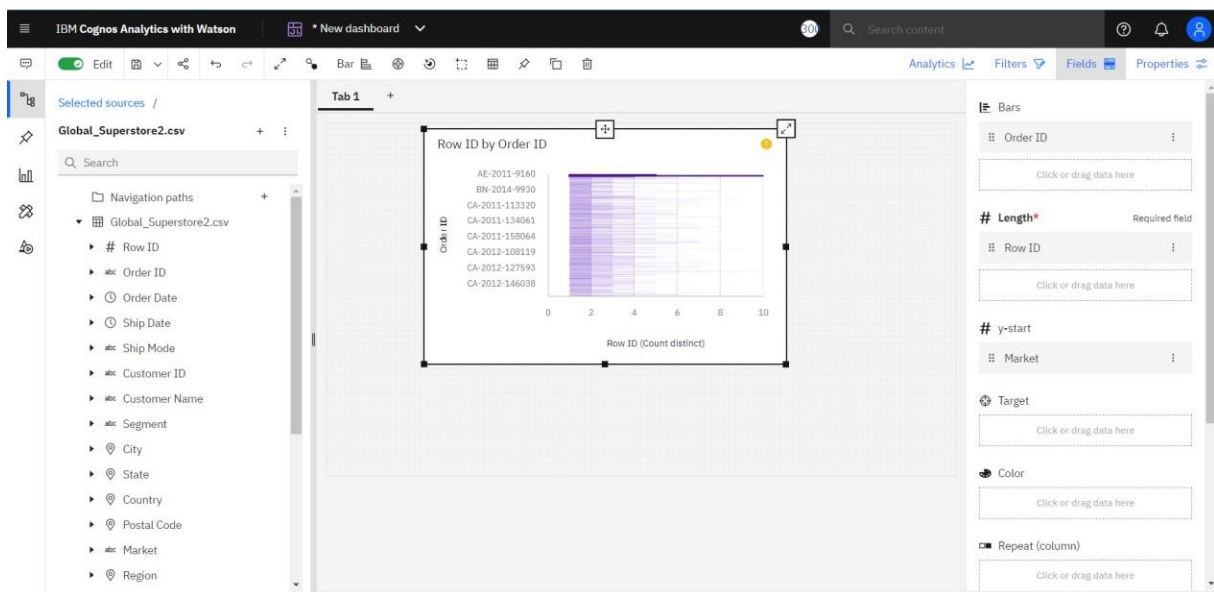 IBM Cognos Analytics with Watson
* New dashboard
Search content
Edit
Bar
Analytics
Filters
Fields
Properties
Selected sources /
Global_Superstore2.csv
Search
Navigation paths
Global_Superstore2.csv
# Row ID
abc Order ID
Order Date
Ship Date
abc Ship Mode
abc Customer ID
abc Customer Name
abc Segment
City
State
Country
Postal Code
abc Market
Region
Tab 1 +
Row ID by Order ID
Order ID
AE-2011-9160
BN-2014-9930
CA-2011-113320
CA-2011-134061
CA-2011-158064
CA-2012-108119
CA-2012-127593
CA-2012-146038
0 2 4 6 8 10
Row ID (Count distinct)
Bars
Order ID
Click or drag data here
# Length* Required field
Row ID
Click or drag data here
# y-start
Market
Target
Click or drag data here
Color
Click or drag data here
Repeat (column)
Click or drag data here